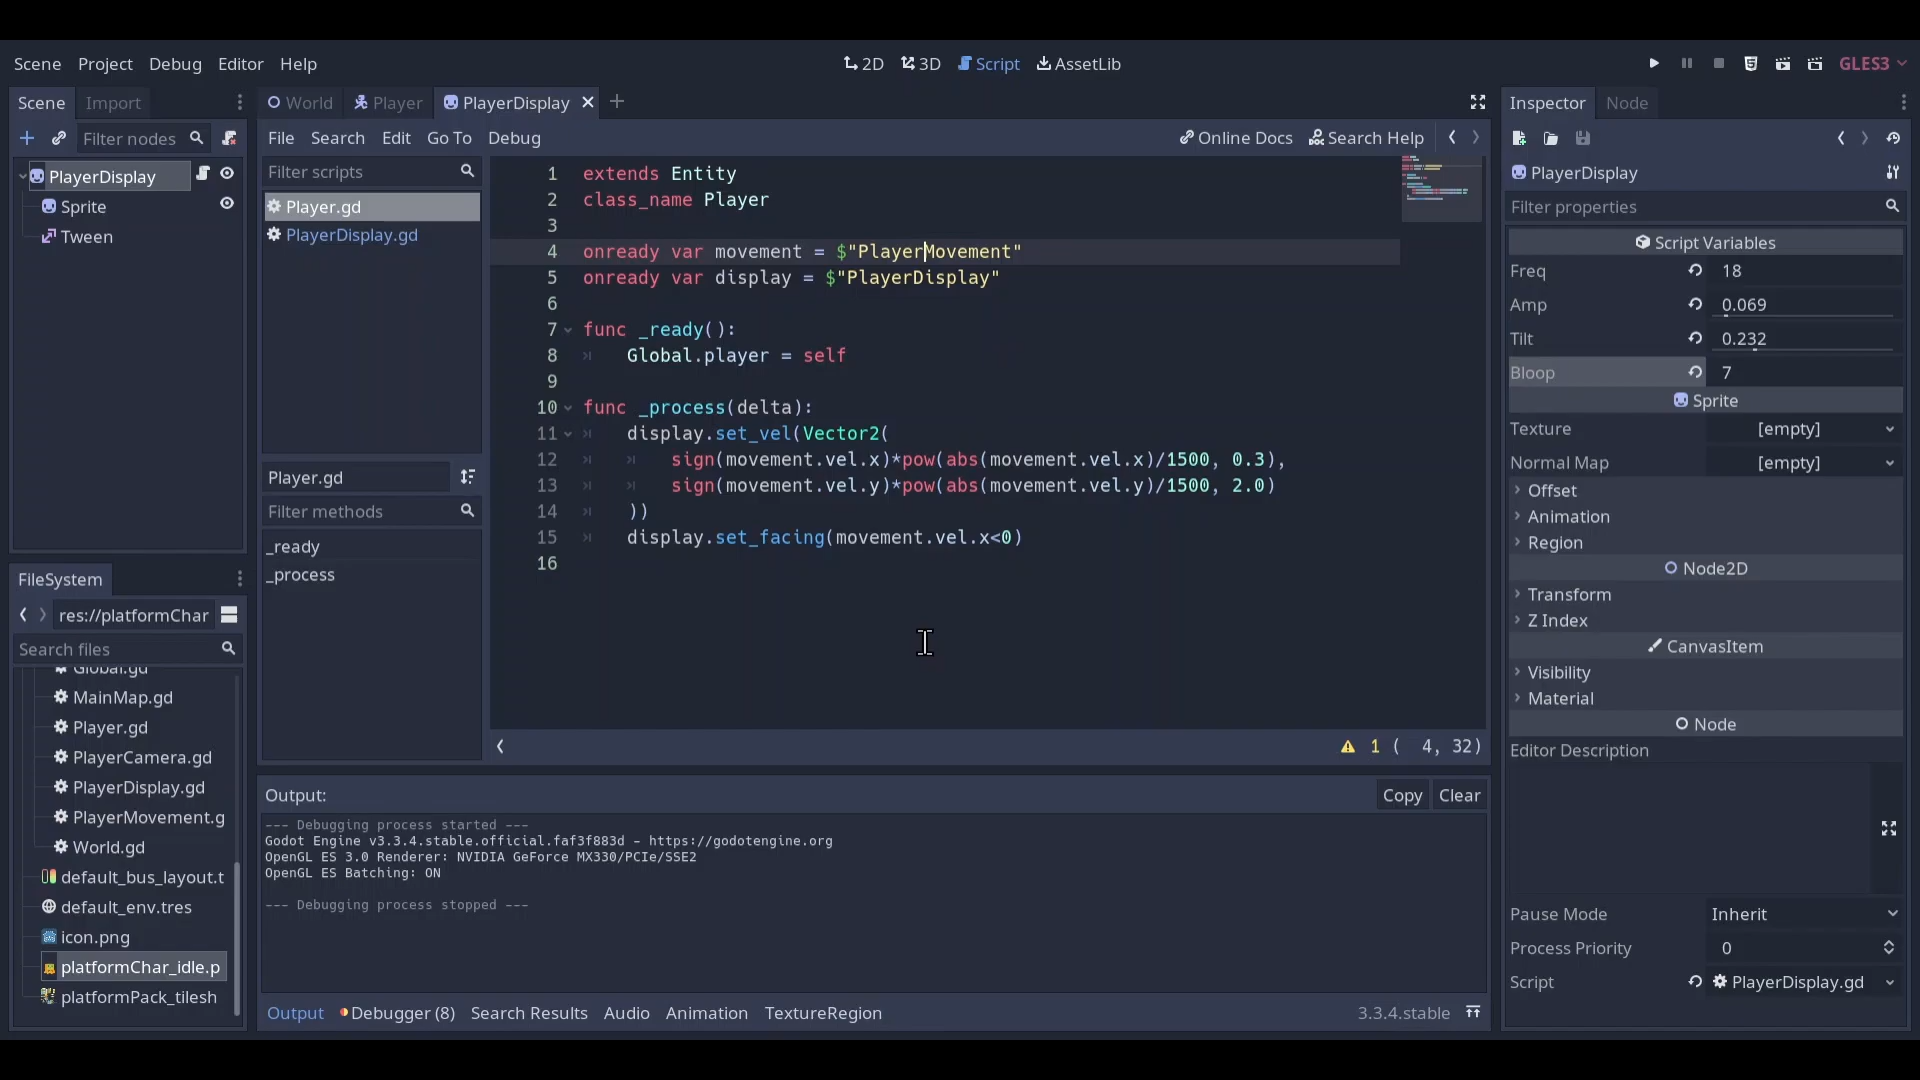 Scene Project Debug Editor Help
2D 3D Script AssetLib
GLES3
Scene Import
Filter nodes
PlayerDisplay
Sprite
Tween
FileSystem
res://platformChar
Search files
Global.gd
MainMap.gd
Player.gd
PlayerCamera.gd
PlayerDisplay.gd
PlayerMovement.g
World.gd
default_bus_layout.t
default_env.tres
icon.png
platformChar_idle.p
platformPack_tilesh
World Player PlayerDisplay
File Search Edit Go To Debug
Online Docs Search Help
Filter scripts
Player.gd
PlayerDisplay.gd
Player.gd
Filter methods
_ready
_process
1 extends Entity
2 class_name Player
3
4 onready var movement = $"PlayerMovement"
5 onready var display = $"PlayerDisplay"
6
7 func _ready():
8 Global.player = self
9
10 func _process(delta):
11 display.set_vel(Vector2(
12 sign(movement.vel.x)*pow(abs(movement.vel.x)/1500, 0.3),
13 sign(movement.vel.y)*pow(abs(movement.vel.y)/1500, 2.0)
14 ))
15 display.set_facing(movement.vel.x<0)
16
1 ( 4, 32)
Output: Copy Clear
--- Debugging process started ---
Godot Engine v3.3.4.stable.official.faf3f883d - https://godotengine.org
OpenGL ES 3.0 Renderer: NVIDIA GeForce MX330/PCIe/SSE2
OpenGL ES Batching: ON
--- Debugging process stopped ---
Output Debugger (8) Search Results Audio Animation TextureRegion
3.3.4.stable
Inspector Node
PlayerDisplay
Filter properties
Script Variables
Freq 18
Amp 0.069
Tilt 0.232
Bloop 7
Sprite
Texture [empty]
Normal Map [empty]
Offset
Animation
Region
Node2D
Transform
Z Index
CanvasItem
Visibility
Material
Node
Editor Description
Pause Mode Inherit
Process Priority 0
Script PlayerDisplay.gd